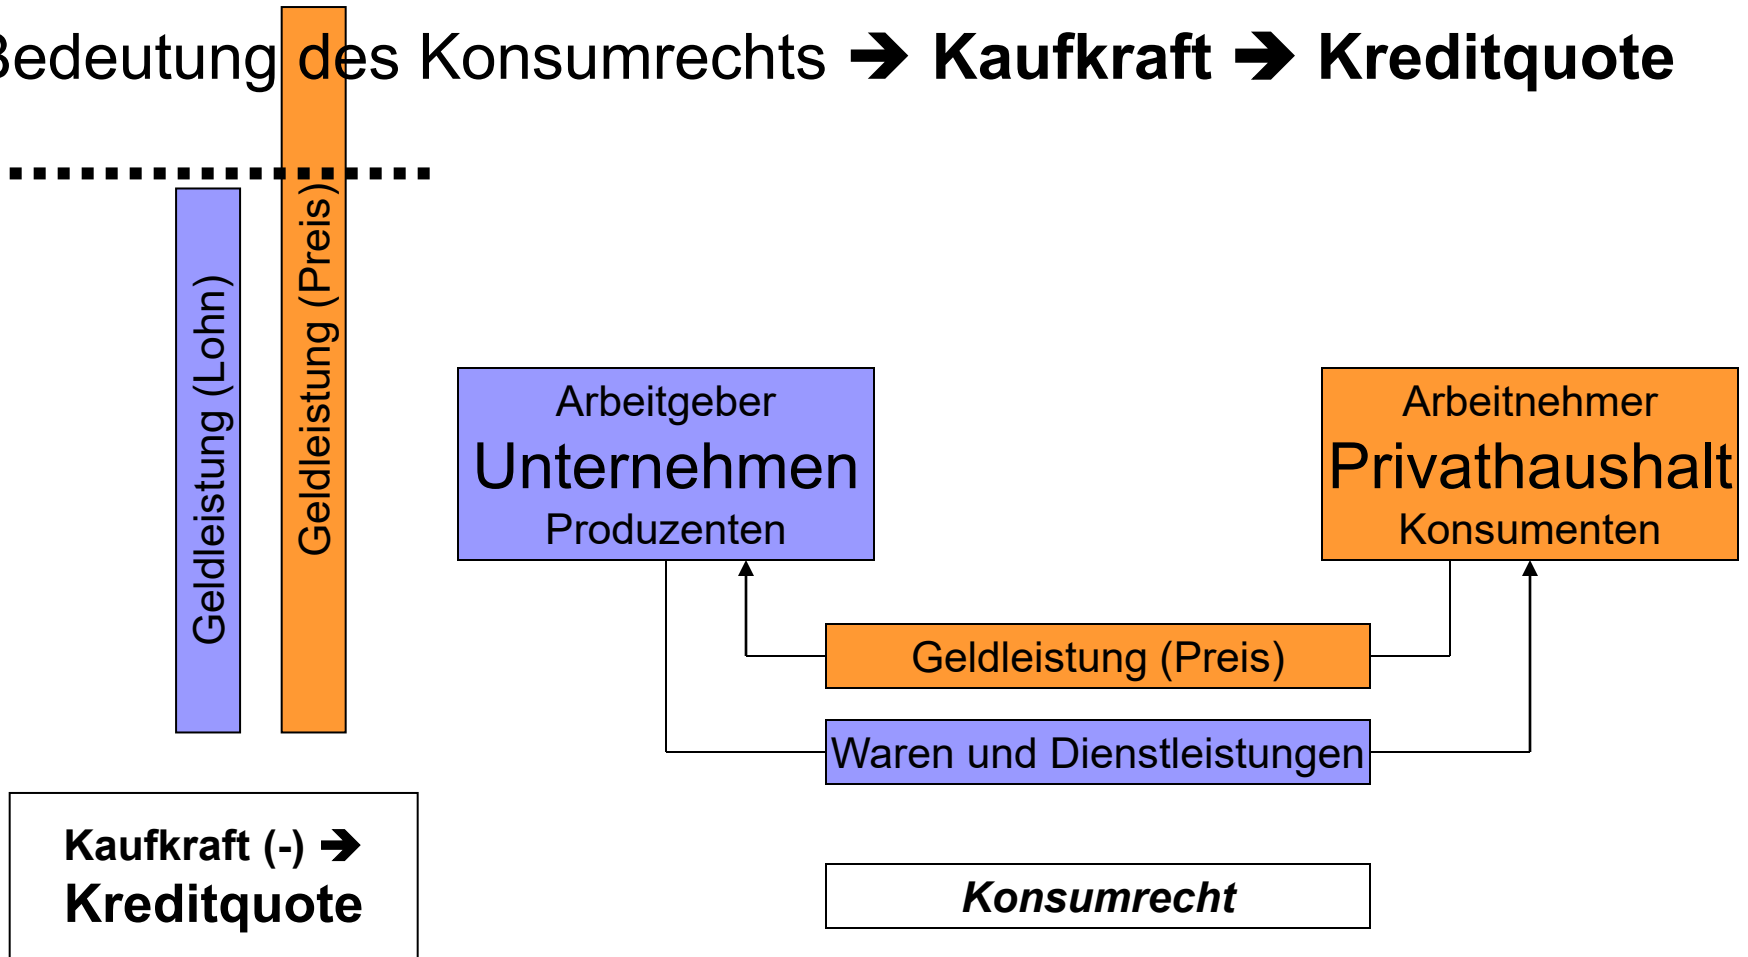 Bedeutung des Konsumrechts ➔ Kaufkraft ➔ Kreditquote
Geldleistung (Lohn)
Geldleistung (Preis)
Arbeitgeber
Unternehmen
Produzenten
Arbeitnehmer
Privathaushalt
Konsumenten
Geldleistung (Preis)
Waren und Dienstleistungen
Kaufkraft (-) ➔
Kreditquote
Konsumrecht